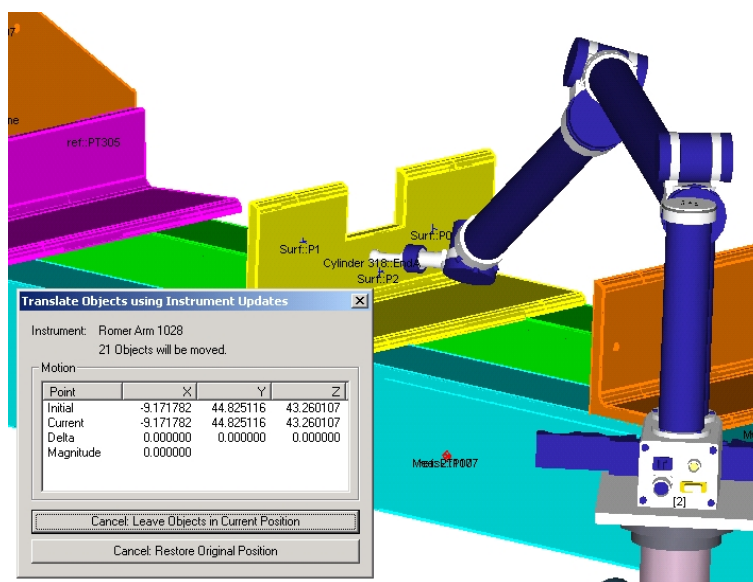 07
ne
ref::PT305
Surf::P1
Surf::P0
Cylinder 318::EndA
Surf::P2
Translate Objects using Instrument Updates
Instrument: Romer Arm 1028
21 Objects will be moved.
Motion
Point X Y Z
Initial -9.171782 44.825116 43.260107
Current -9.171782 44.825116 43.260107
Delta 0.000000 0.000000 0.000000
Magnitude 0.000000
Cancel: Leave Objects in Current Position
Cancel: Restore Original Position
[2]